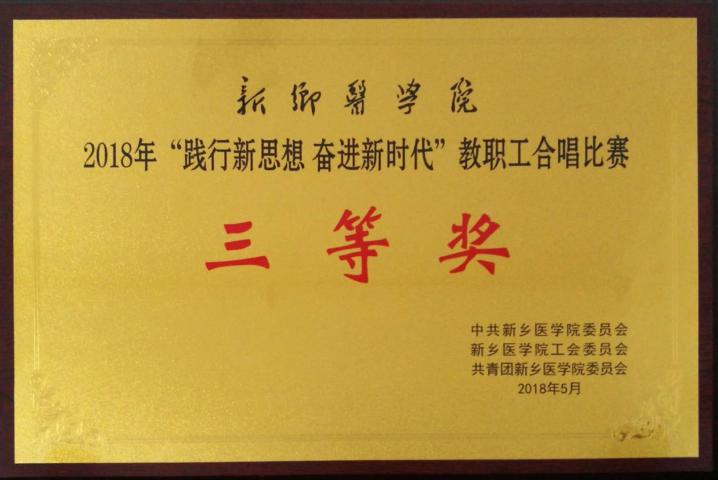 新鄉醫学院
2018年“践行新思想 奋进新时代”教职工合唱比赛
三等奖
中共新乡医学院委员会
新乡医学院工会委员会
共青团新乡医学院委员会
2018年5月